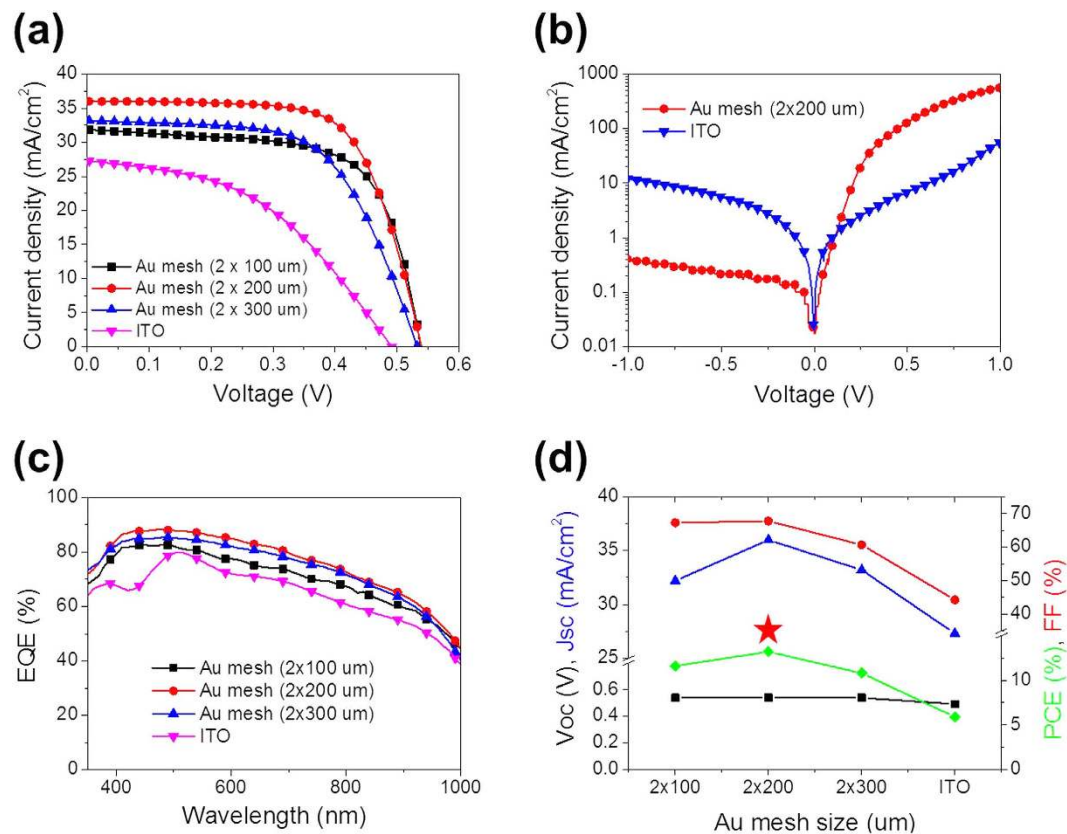 (a)
40
35
30
25
20
15
10
5
0
0.0 0.1 0.2 0.3 0.4 0.5 0.6
Current density (mA/cm²)
Voltage (V)
Au mesh (2 x 100 um)
Au mesh (2 x 200 um)
Au mesh (2 x 300 um)
ITO
(b)
1000
100
10
1
0.1
0.01
-1.0 -0.5 0.0 0.5 1.0
Current density (mA/cm²)
Voltage (V)
Au mesh (2x200 um)
ITO
(c)
100
80
60
40
20
0
400 600 800 1000
EQE (%)
Wavelength (nm)
Au mesh (2x100 um)
Au mesh (2x200 um)
Au mesh (2x300 um)
ITO
(d)
40
35
30
25
0.6
0.4
0.2
0.0
Voc (V), Jsc (mA/cm²)
70
60
50
40
10
5
0
PCE (%), FF (%)
2x100 2x200 2x300 ITO
Au mesh size (um)